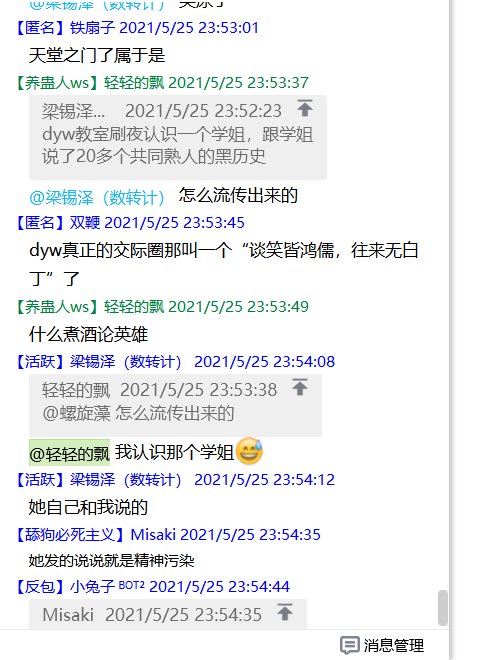 @梁锡泽（数转计）
【匿名】铁扇子 2021/5/25 23:53:01
天堂之门了属于是
【养蛊人ws】轻轻的飘 2021/5/25 23:53:37
梁锡泽... 2021/5/25 23:52:23
dyw教室刷夜认识一个学姐，跟学姐
说了20多个共同熟人的黑历史
@梁锡泽（数转计） 怎么流传出来的
【匿名】双鞭 2021/5/25 23:53:45
dyw真正的交际圈那叫一个“谈笑皆鸿儒，往来无白
丁”了
【养蛊人ws】轻轻的飘 2021/5/25 23:53:49
什么煮酒论英雄
【活跃】梁锡泽（数转计） 2021/5/25 23:54:08
轻轻的飘 2021/5/25 23:53:38
@螺旋藻 怎么流传出来的
@轻轻的飘 我认识那个学姐
【活跃】梁锡泽（数转计） 2021/5/25 23:54:12
她自己和我说的
【舔狗必死主义】Misaki 2021/5/25 23:54:35
她发的说说就是精神污染
【反包】小兔子 BOT2 2021/5/25 23:54:44
Misaki 2021/5/25 23:54:35
消息管理